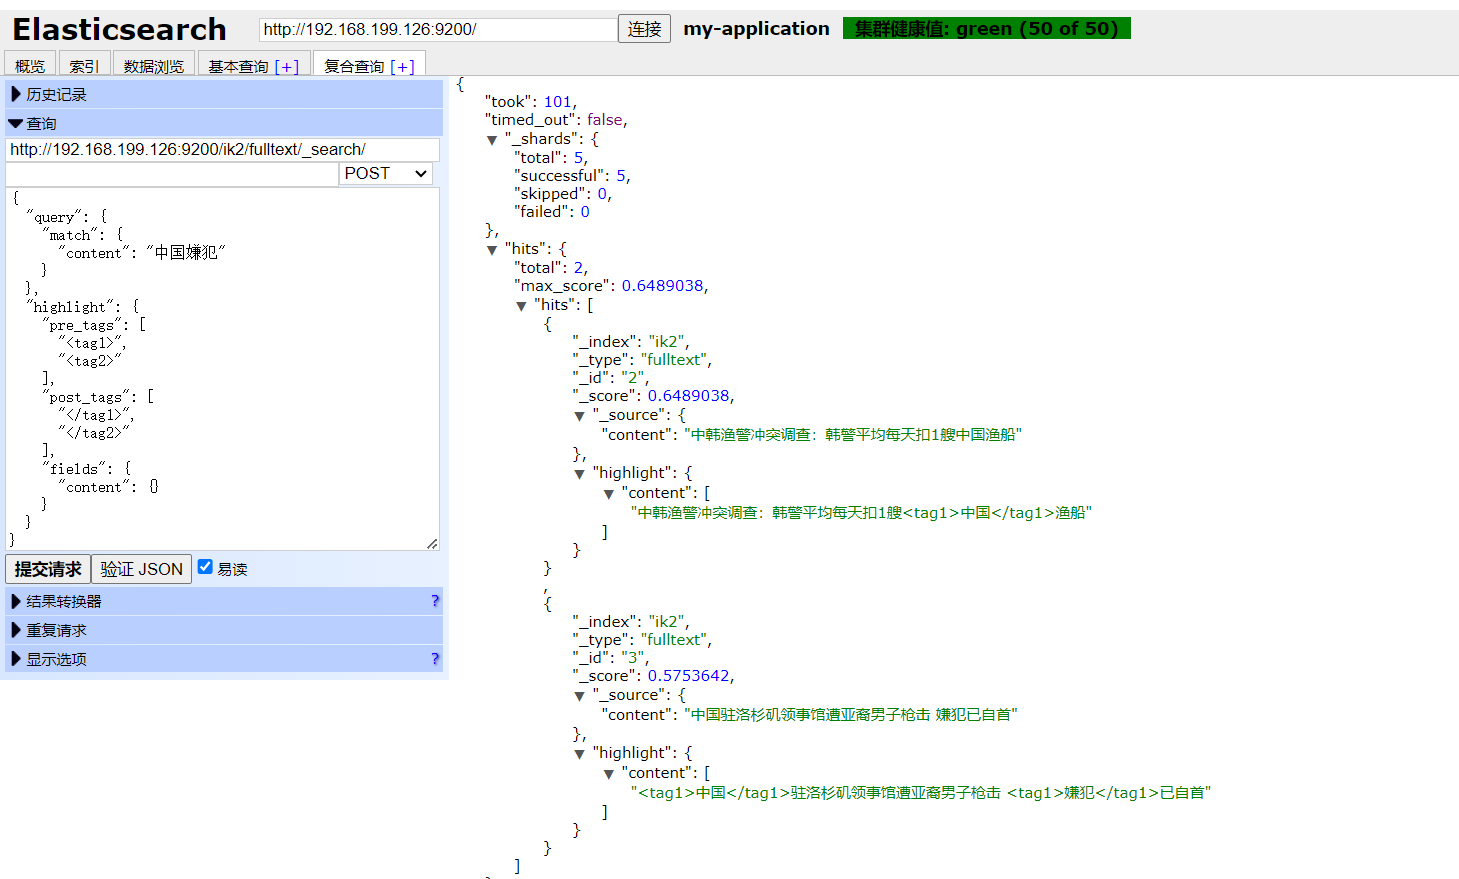 Elasticsearch http://192.168.199.126:9200/ 连接 my-application 集群健康值: green (50 of 50)
概览 索引 数据浏览 基本查询 [+] 复合查询 [+]
历史记录
查询
http://192.168.199.126:9200/ik2/fulltext/_search/
POST
{
"query": {
"match": {
"content": "中国嫌犯"
}
},
"highlight": {
"pre_tags": [
"<tag1>",
"<tag2>"
],
"post_tags": [
"</tag1>",
"</tag2>"
],
"fields": {
"content": {}
}
}
}
提交请求 验证 JSON 易读
结果转换器 ?
重复请求
显示选项 ?
{
"took": 101,
"timed_out": false,
▼ "_shards": {
"total": 5,
"successful": 5,
"skipped": 0,
"failed": 0
},
▼ "hits": {
"total": 2,
"max_score": 0.6489038,
▼ "hits": [
{
"_index": "ik2",
"_type": "fulltext",
"_id": "2",
"_score": 0.6489038,
▼ "_source": {
"content": "中韩渔警冲突调查：韩警平均每天扣1艘中国渔船"
},
▼ "highlight": {
▼ "content": [
"中韩渔警冲突调查：韩警平均每天扣1艘<tag1>中国</tag1>渔船"
]
}
}
,
{
"_index": "ik2",
"_type": "fulltext",
"_id": "3",
"_score": 0.5753642,
▼ "_source": {
"content": "中国驻洛杉矶领事馆遭亚裔男子枪击 嫌犯已自首"
},
▼ "highlight": {
▼ "content": [
"<tag1>中国</tag1>驻洛杉矶领事馆遭亚裔男子枪击 <tag1>嫌犯</tag1>已自首"
]
}
}
]